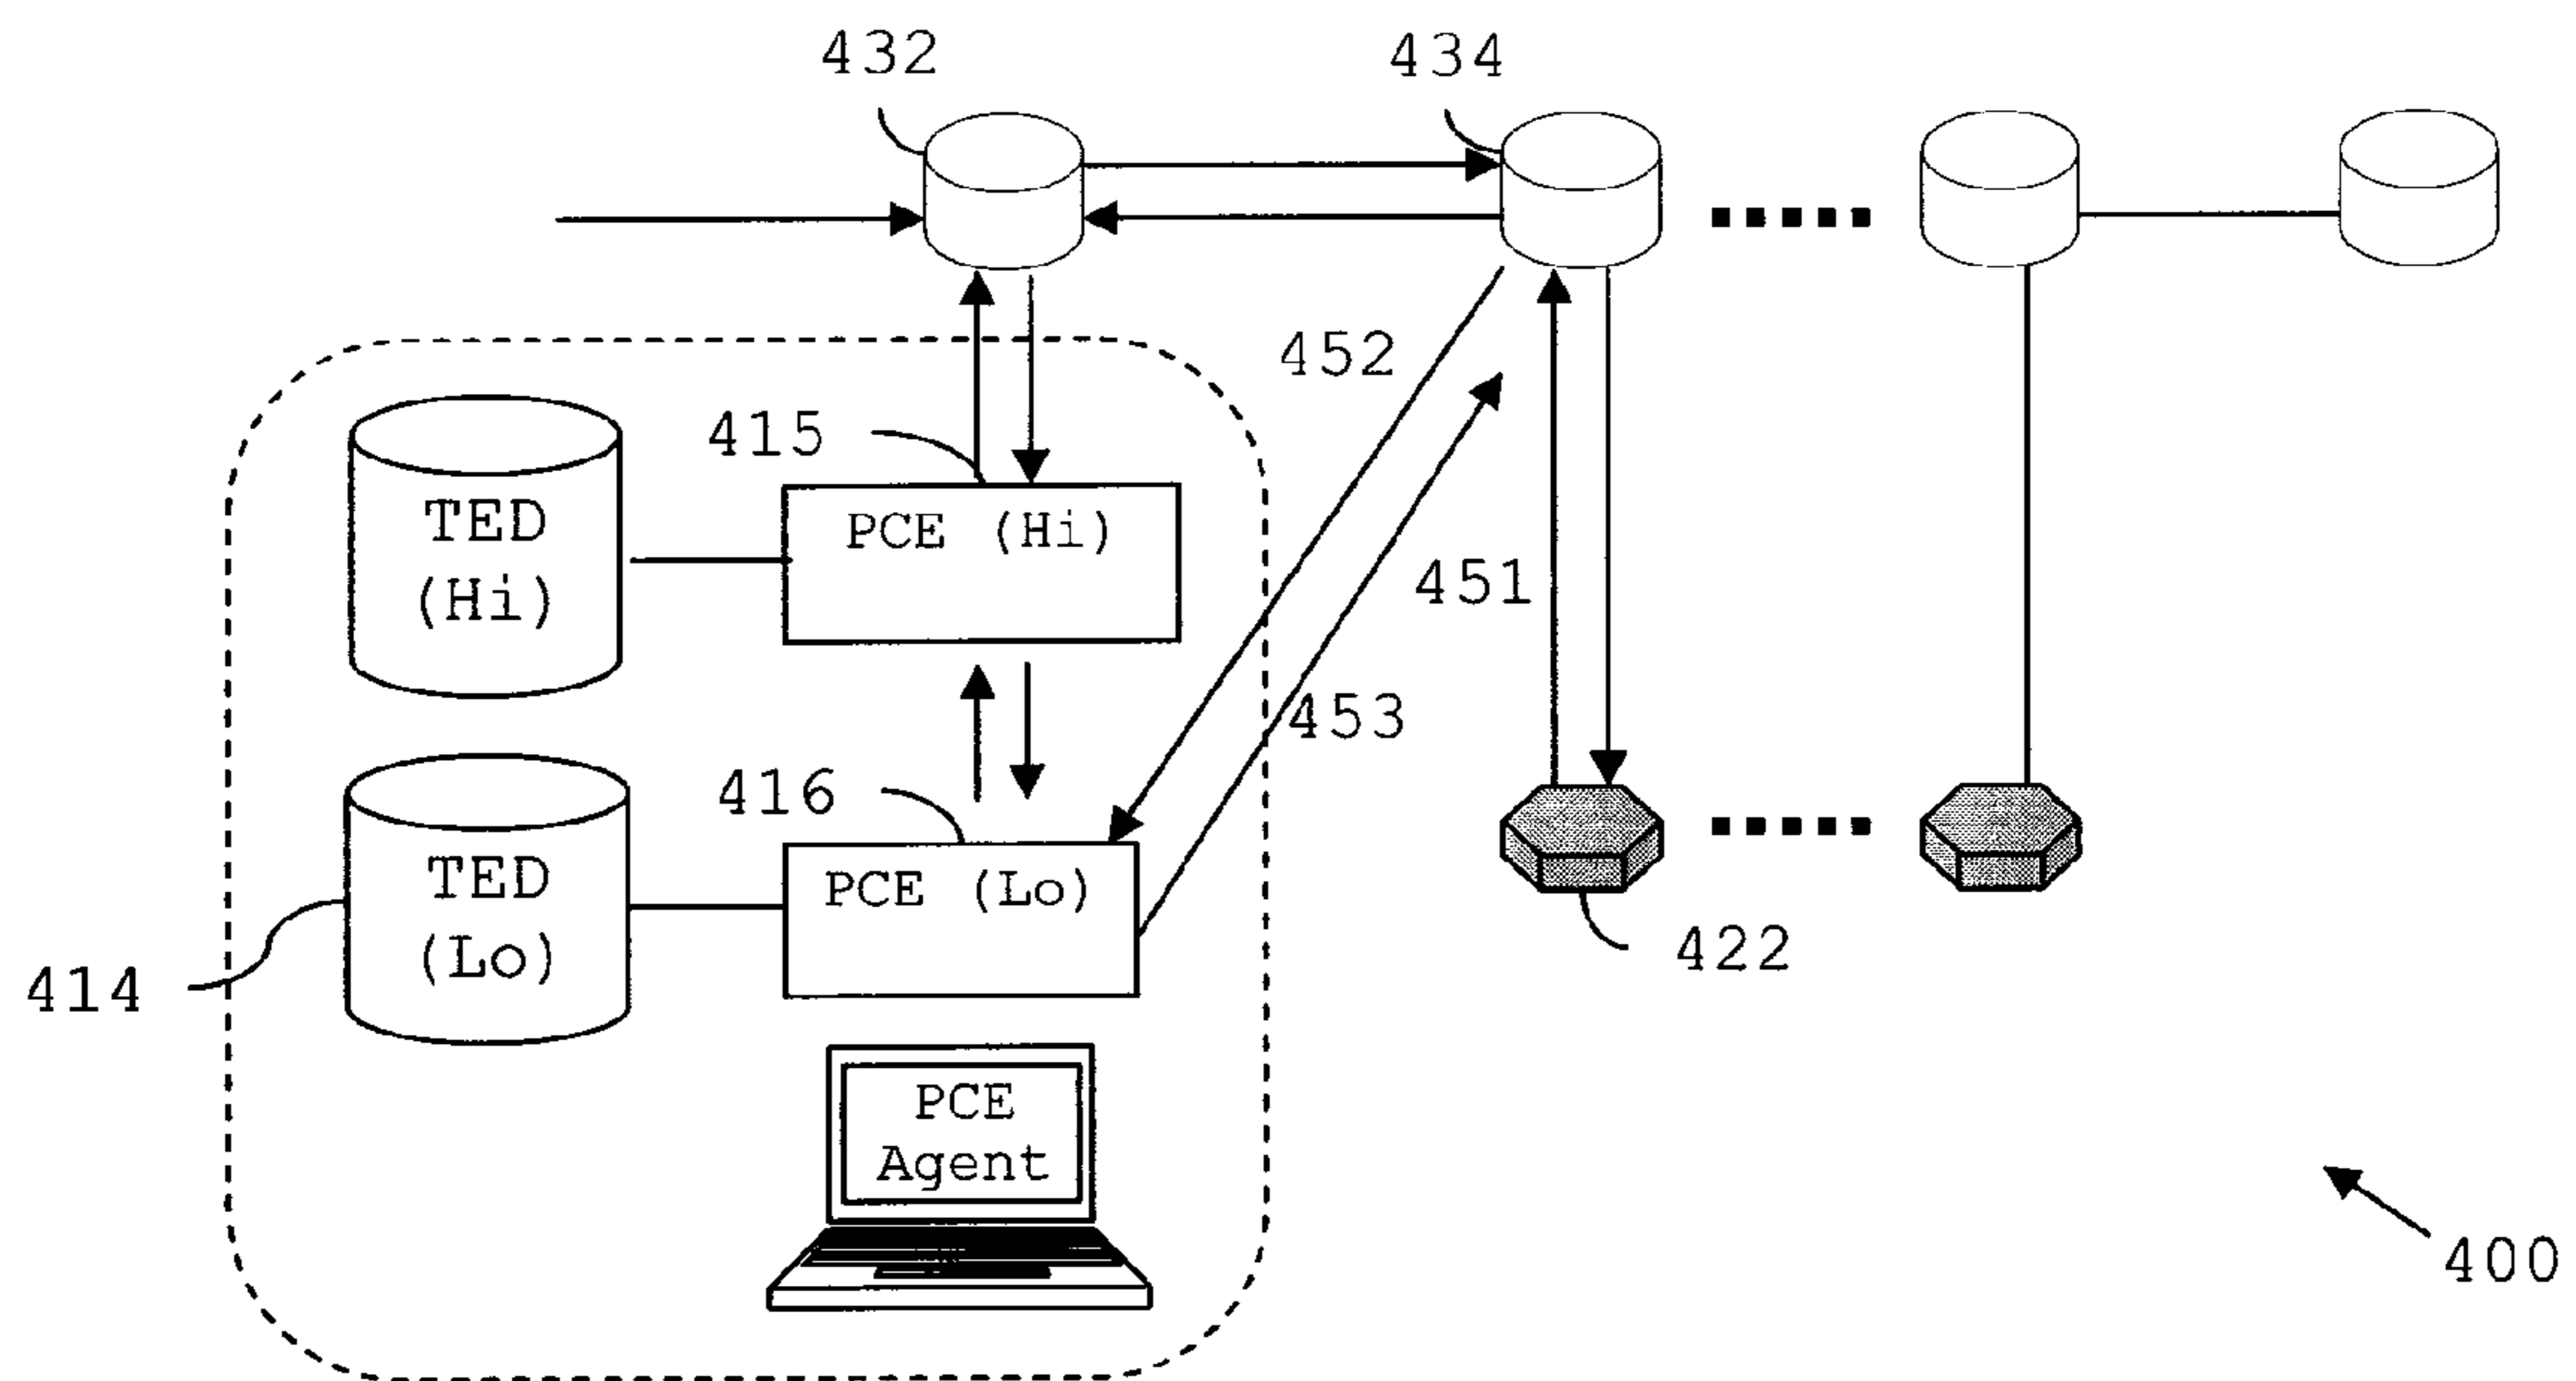 432
434
452
415
TED
(Hi)
PCE (Hi)
451
453
416
TED
(Lo)
PCE (Lo)
422
414
PCE
Agent
400